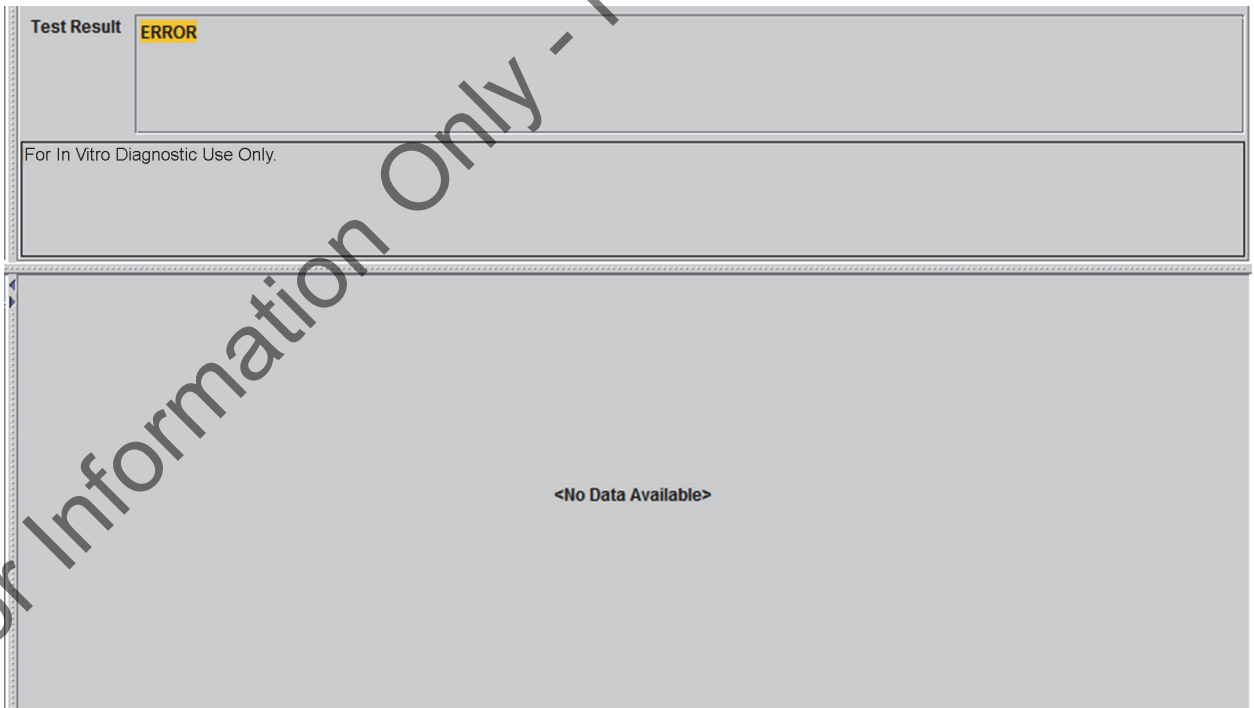 Test Result
ERROR
For In Vitro Diagnostic Use Only.
<No Data Available>
or Information Only -